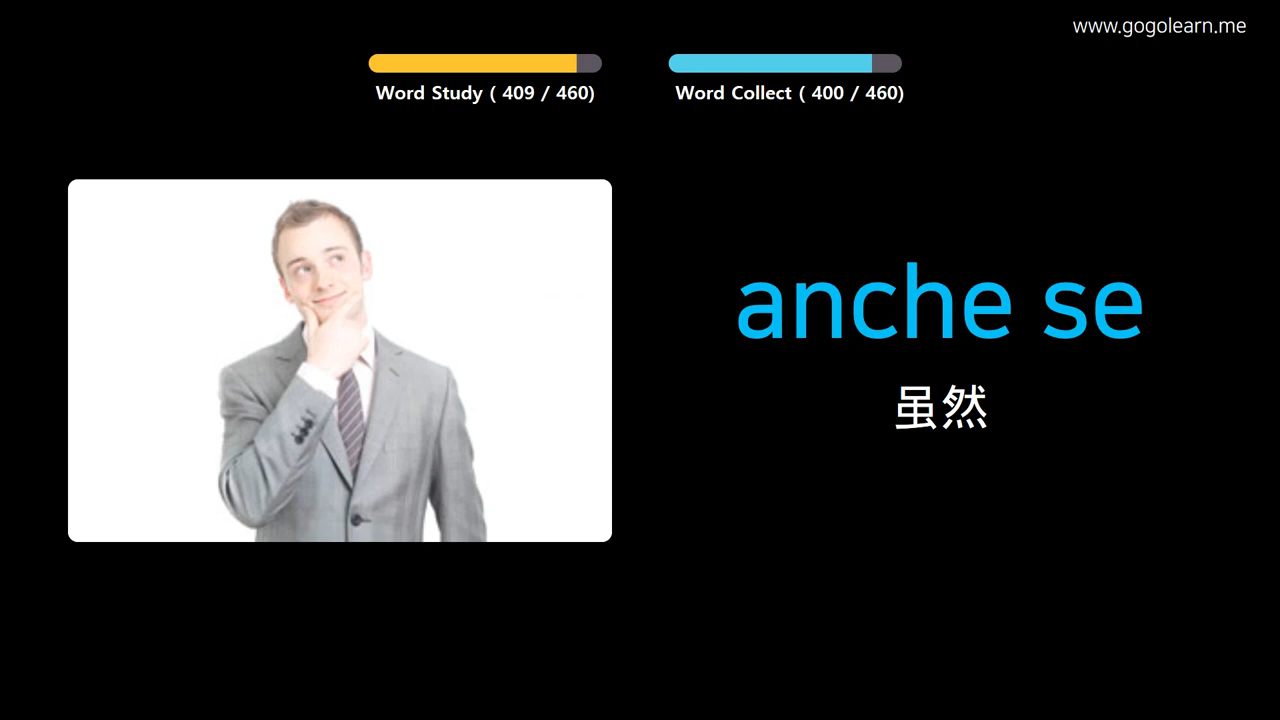 www.gogolearn.me
Word Study ( 409 / 460)
Word Collect ( 400 / 460)
anche se
虽然